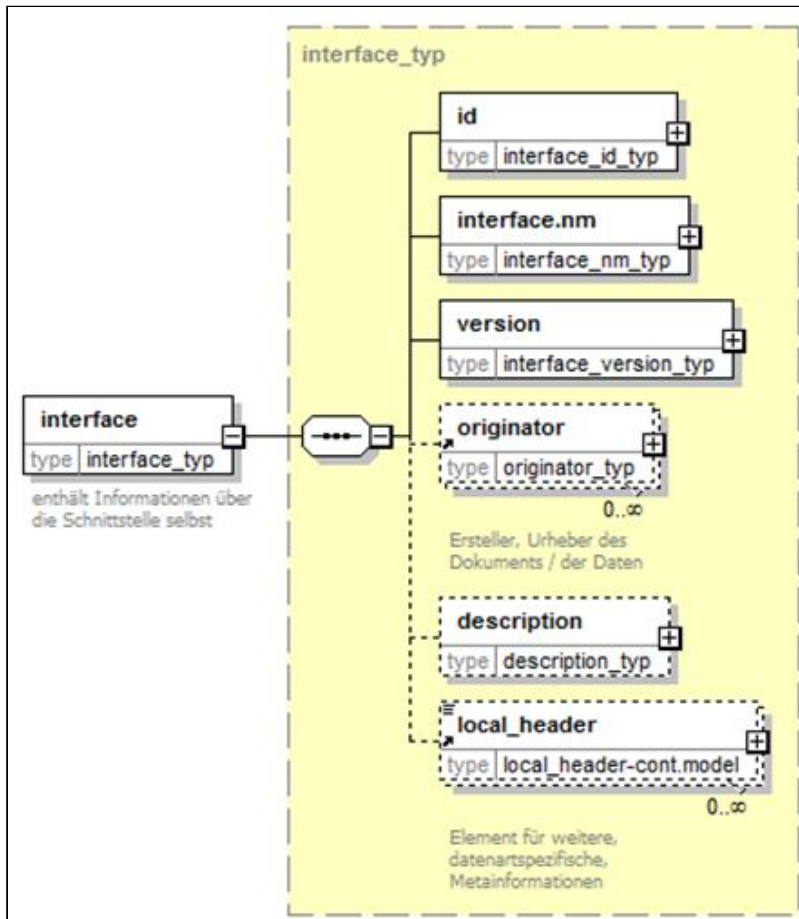 interface_typ
id
type interface_id_typ
interface.nm
type interface_nm_typ
version
type interface_version_typ
interface
type interface_typ
enthält Informationen über
die Schnittstelle selbst
originator
type originator_typ
0..∞
Ersteller, Urheber des
Dokuments / der Daten
description
type description_typ
local_header
type local_header-cont.model
0..∞
Element für weitere,
datenartspezifische,
Metainformationen